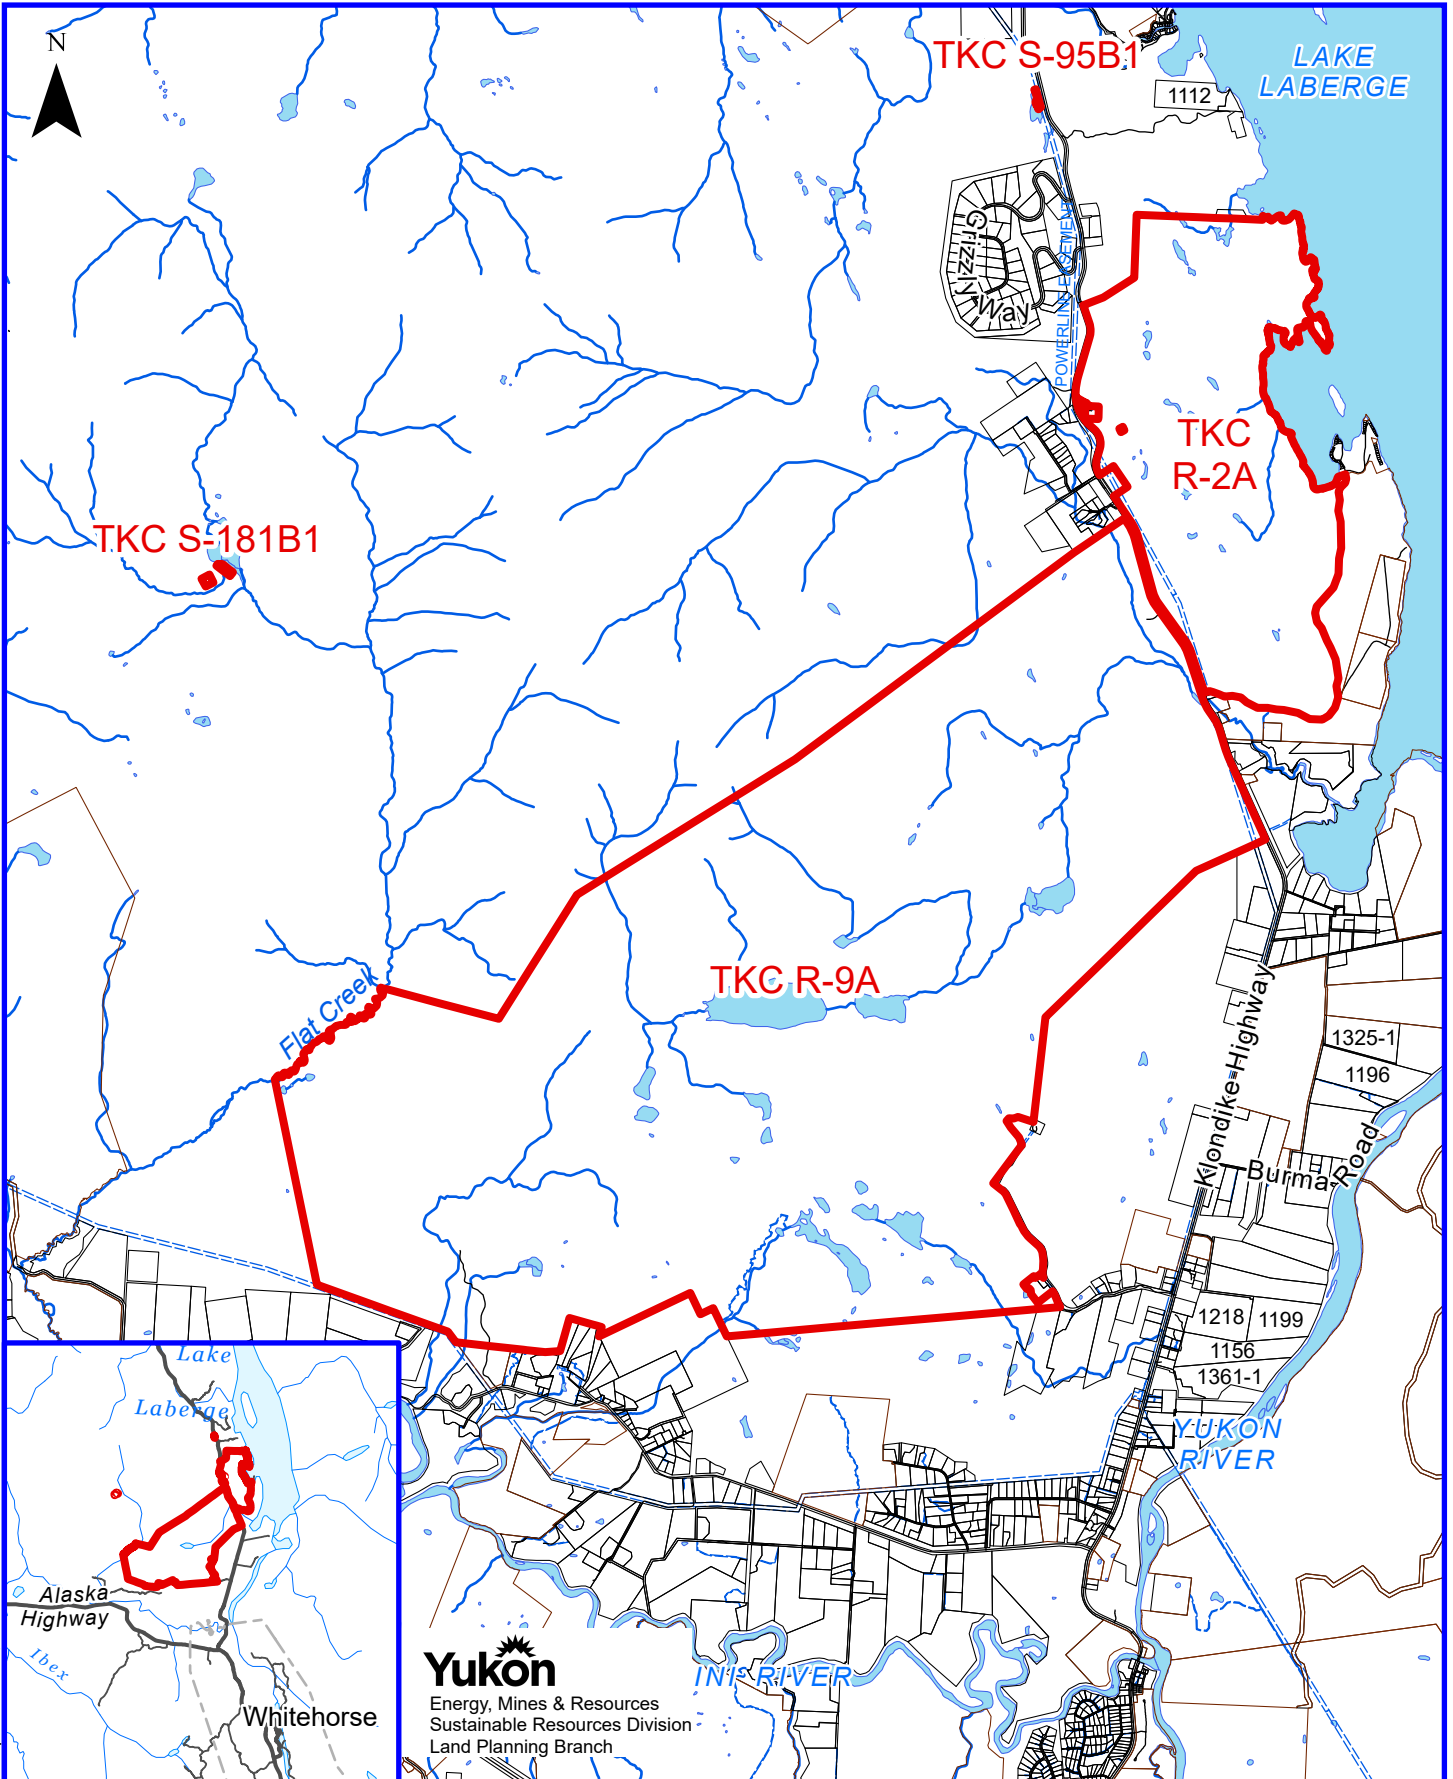 N
TKC S-95B1
LAKE
LABERGE
1112
Grizzly Way
POWERLINE EASEMENT
TKC
R-2A
TKC S-181B1
TKC R-9A
Flat Creek
Klondike Highway
1325-1
1196
Burma Road
1218
1199
1156
1361-1
YUKON
RIVER
Lake
Laberge
Alaska
Highway
Ibex
Whitehorse
Yukon
Energy, Mines & Resources
Sustainable Resources Division
Land Planning Branch
RIVER